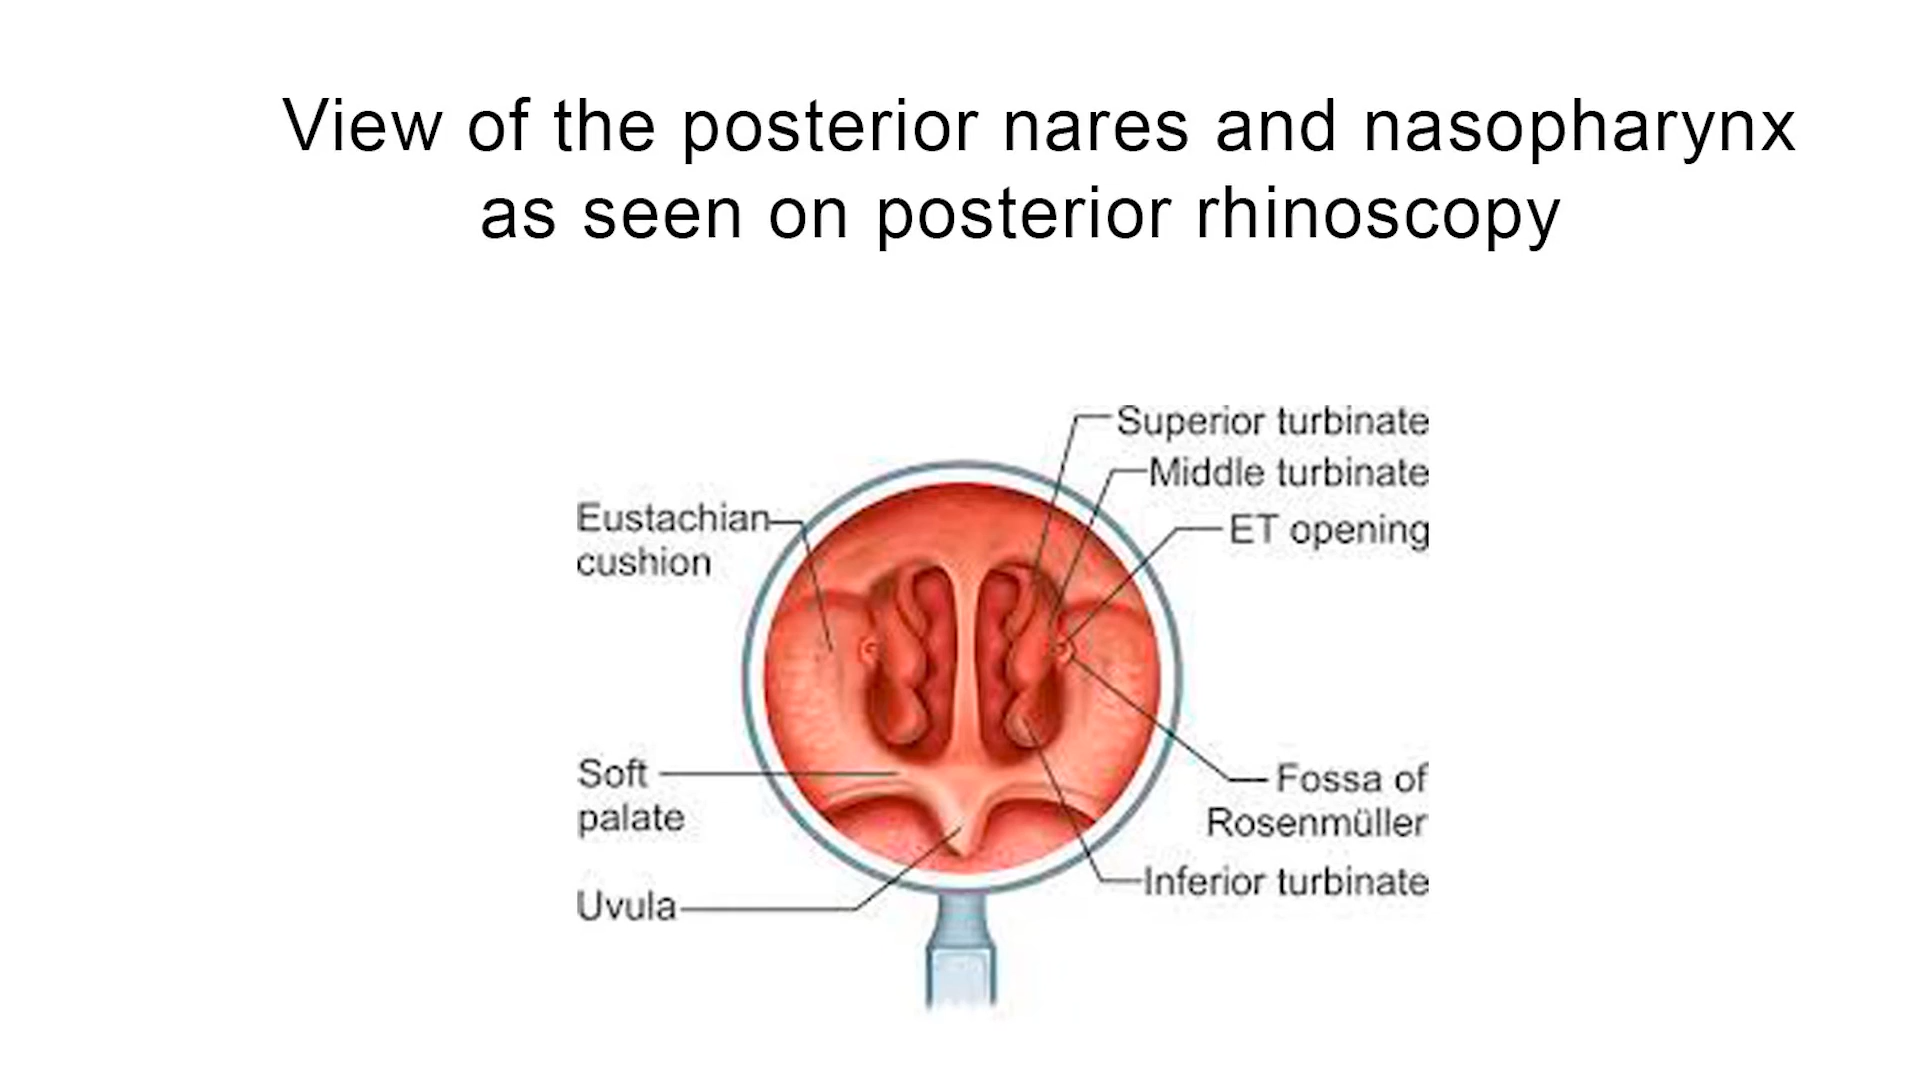 View of the posterior nares and nasopharynx
as seen on posterior rhinoscopy
Superior turbinate
Middle turbinate
ET opening
Eustachian
cushion
Soft
palate
Uvula
Fossa of
Rosenmüller
Inferior turbinate